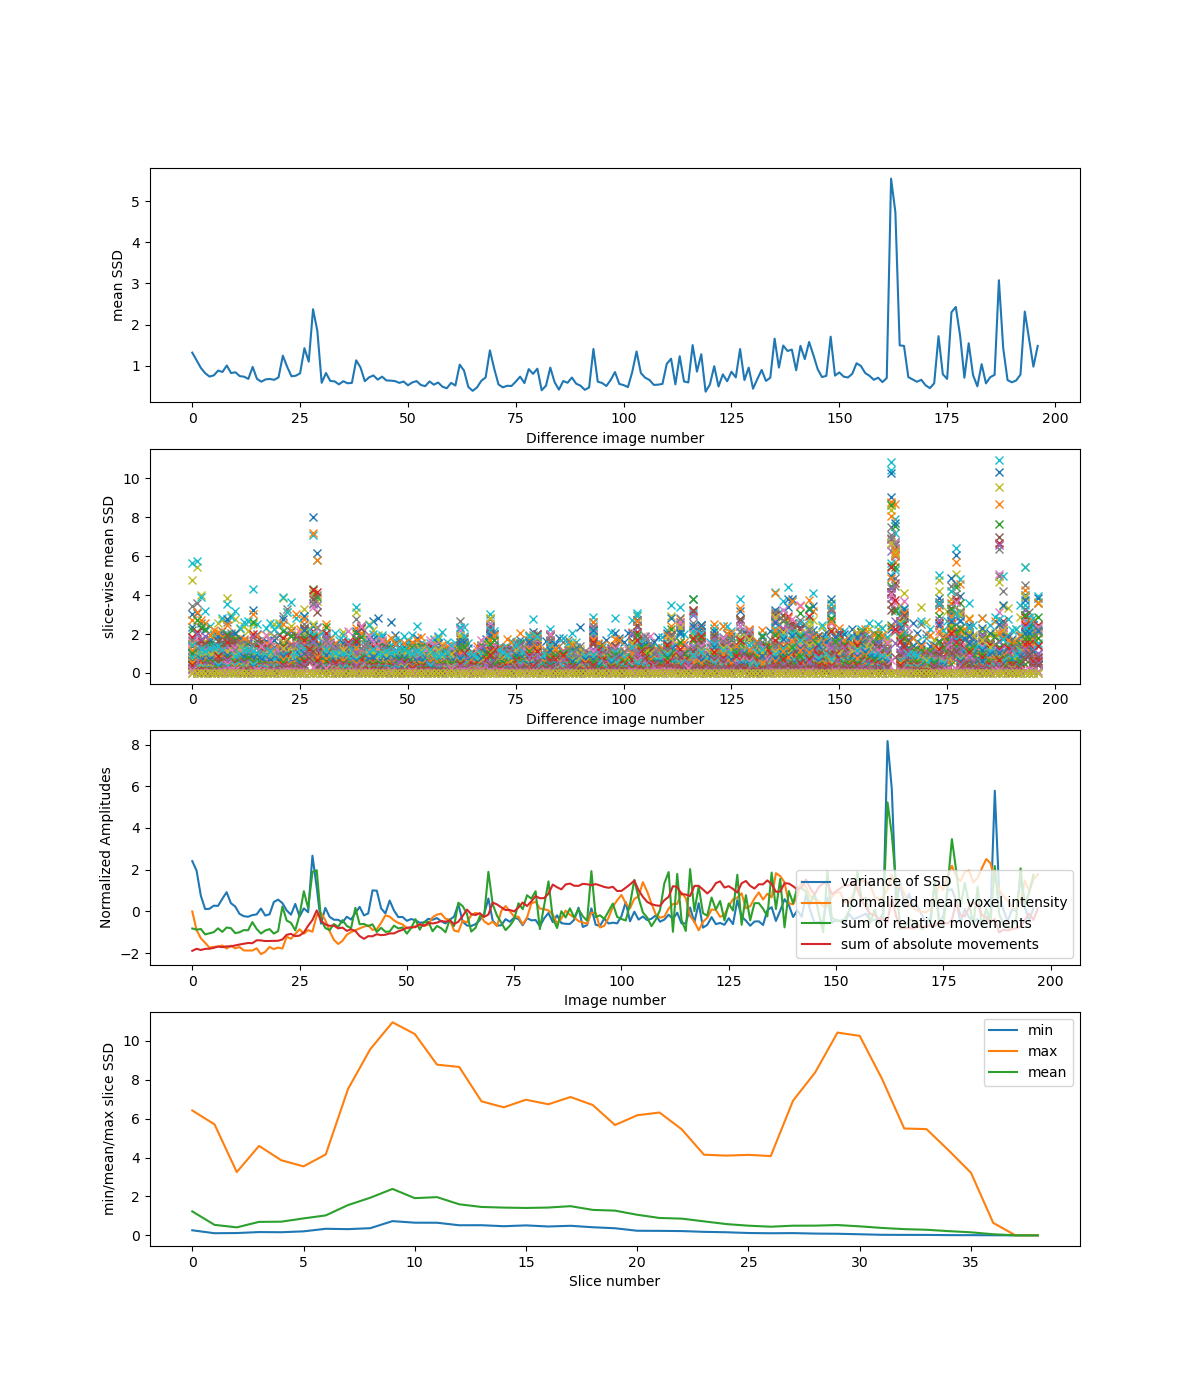 mean SSD
5
4
3
2
1
0 25 50 75 100 125 150 175 200
Difference image number
slice-wise mean SSD
10
8
6
4
2
0
0 25 50 75 100 125 150 175 200
Difference image number
Normalized Amplitudes
8
6
4
2
0
−2
variance of SSD
normalized mean voxel intensity
sum of relative movements
sum of absolute movements
0 25 50 75 100 125 150 175 200
Image number
min/mean/max slice SSD
10
8
6
4
2
0
min
max
mean
0 5 10 15 20 25 30 35
Slice number